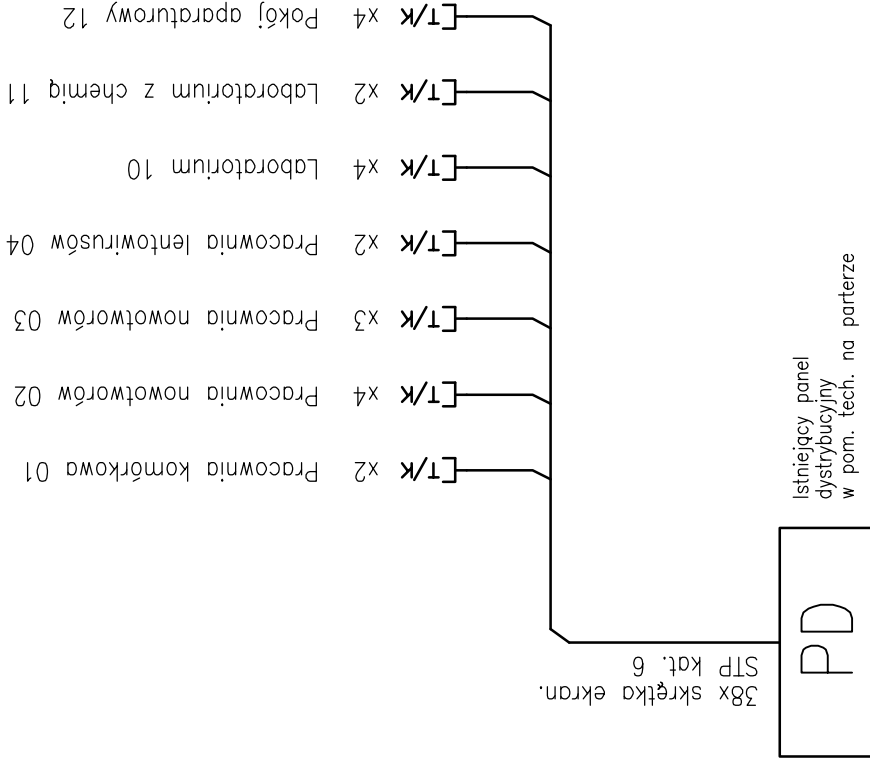 PD
38x skrętka ekran.
STP kat. 6
Istniejący panel
dystrybucyjny
w pom. tech. na parterze
T/K x2 Pracownia komórkowa 01
T/K x4 Pracownia nowotworów 02
T/K x3 Pracownia nowotworów 03
T/K x2 Pracownia lentowirusów 04
T/K x4 Laboratorium 10
T/K x2 Laboratorium z chemią 11
T/K x4 Pokój aparaturowy 12